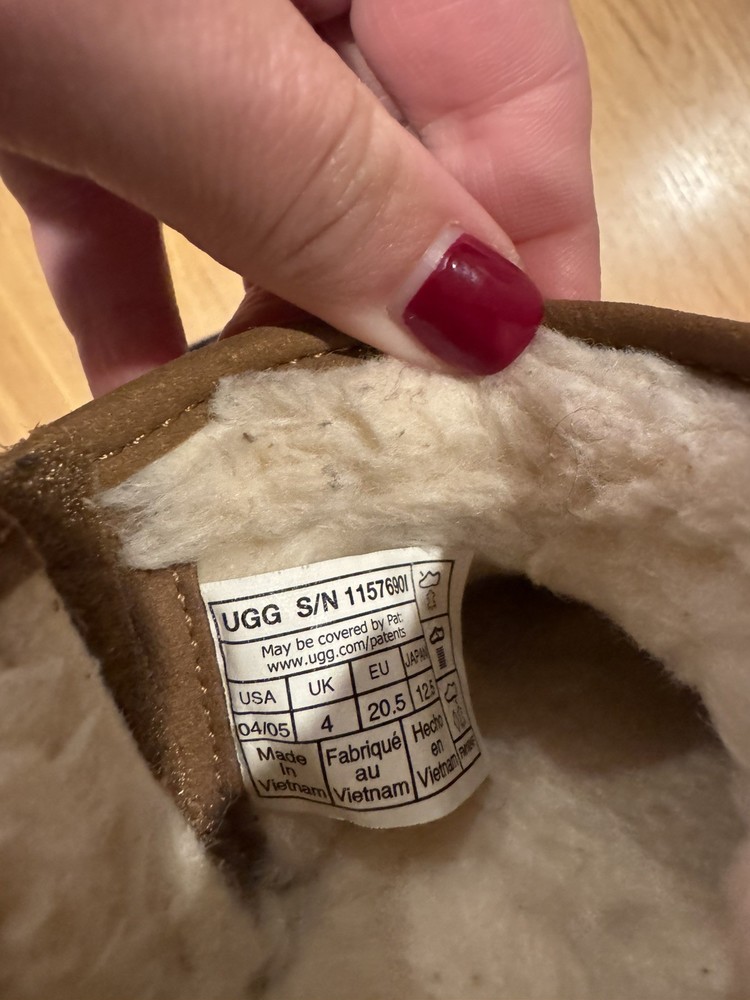 UGG S/N 1157690I
May be covered by Pat:
www.ugg.com/patents
USA UK EU JAPAN
04/05 4 20.5 12.5
Made
In
Vietnam
Fabriqué
au
Vietnam
Hecho
en
Vietnam